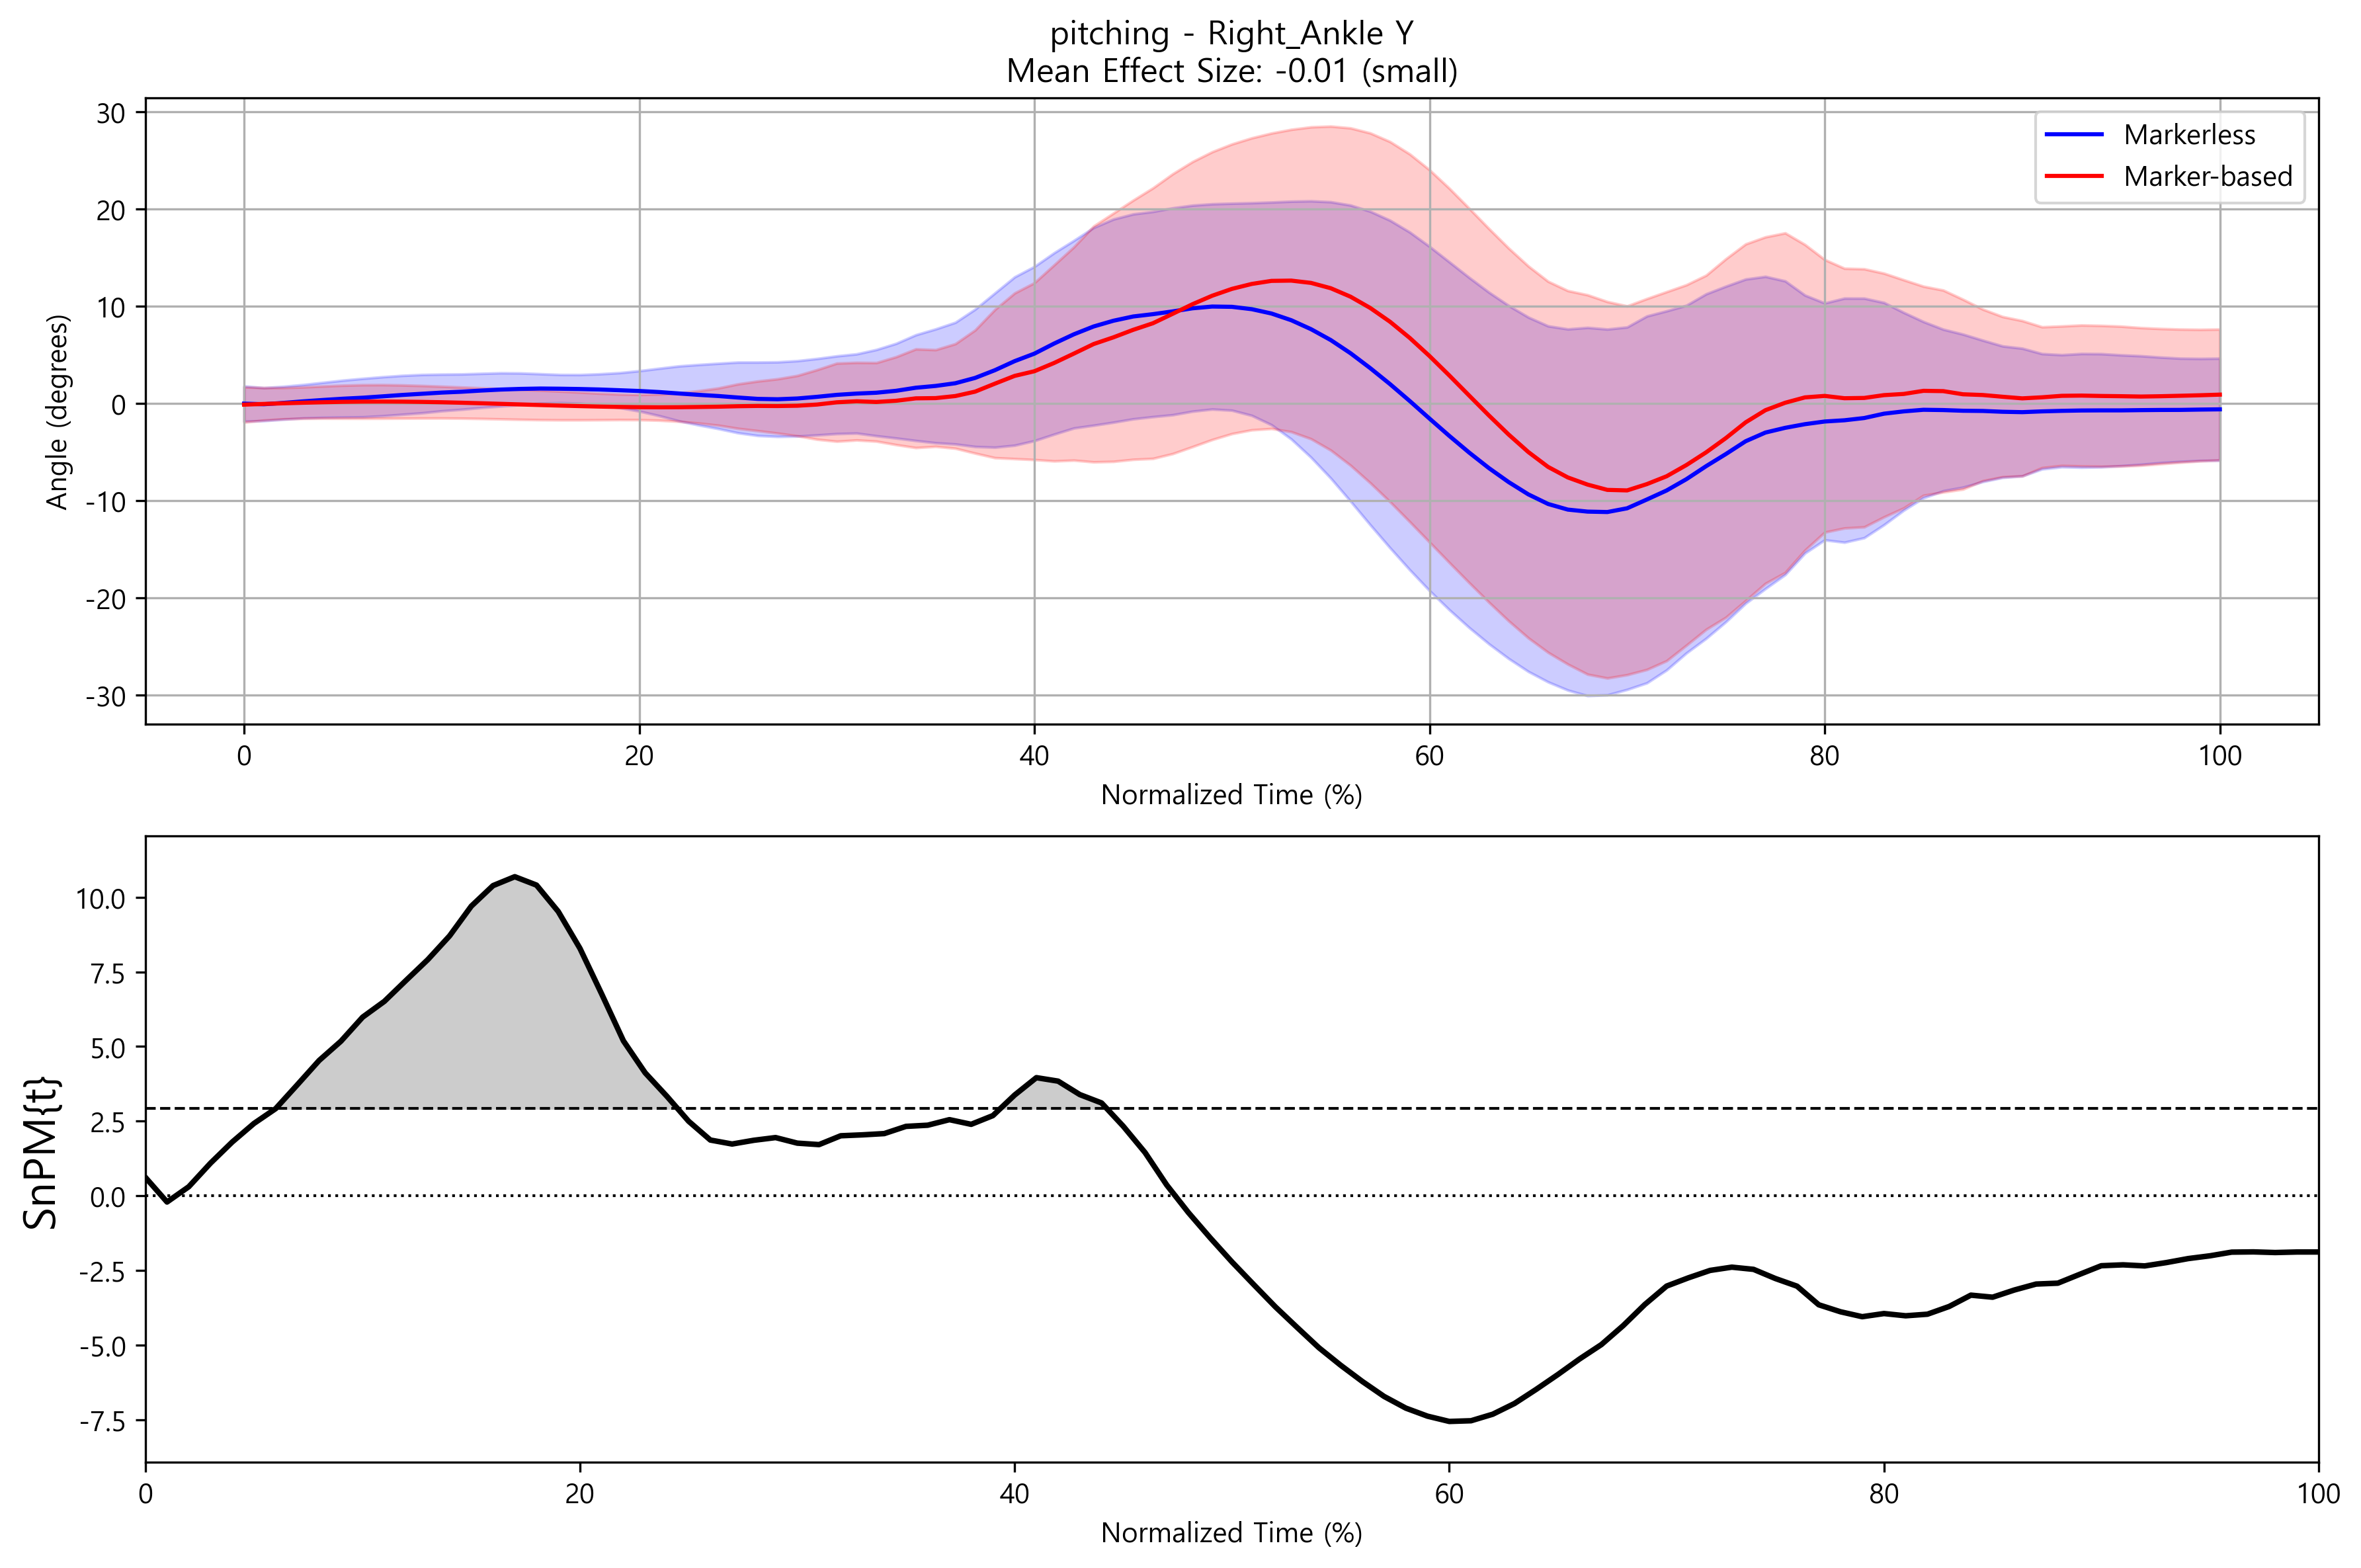 pitching - Right_Ankle Y
Mean Effect Size: -0.01 (small)
30
20
10
0
-10
-20
-30
Angle (degrees)
Markerless
Marker-based
0 20 40 60 80 100
Normalized Time (%)
10.0
7.5
5.0
2.5
0.0
-2.5
-5.0
-7.5
SnPM{t}
0 20 40 60 80 100
Normalized Time (%)